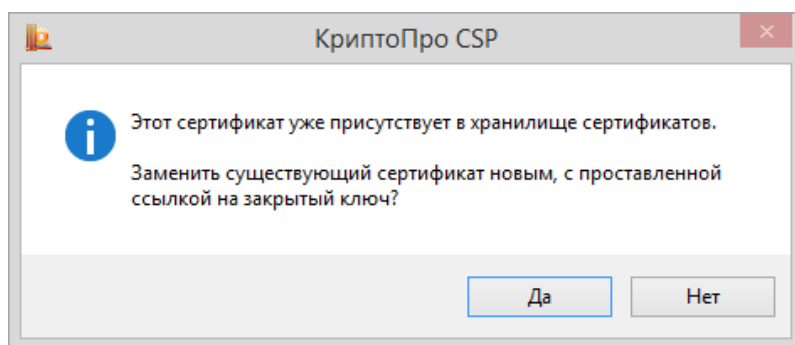 КриптоПро CSP
Этот сертификат уже присутствует в хранилище сертификатов.
Заменить существующий сертификат новым, с проставленной
ссылкой на закрытый ключ?
Да
Нет